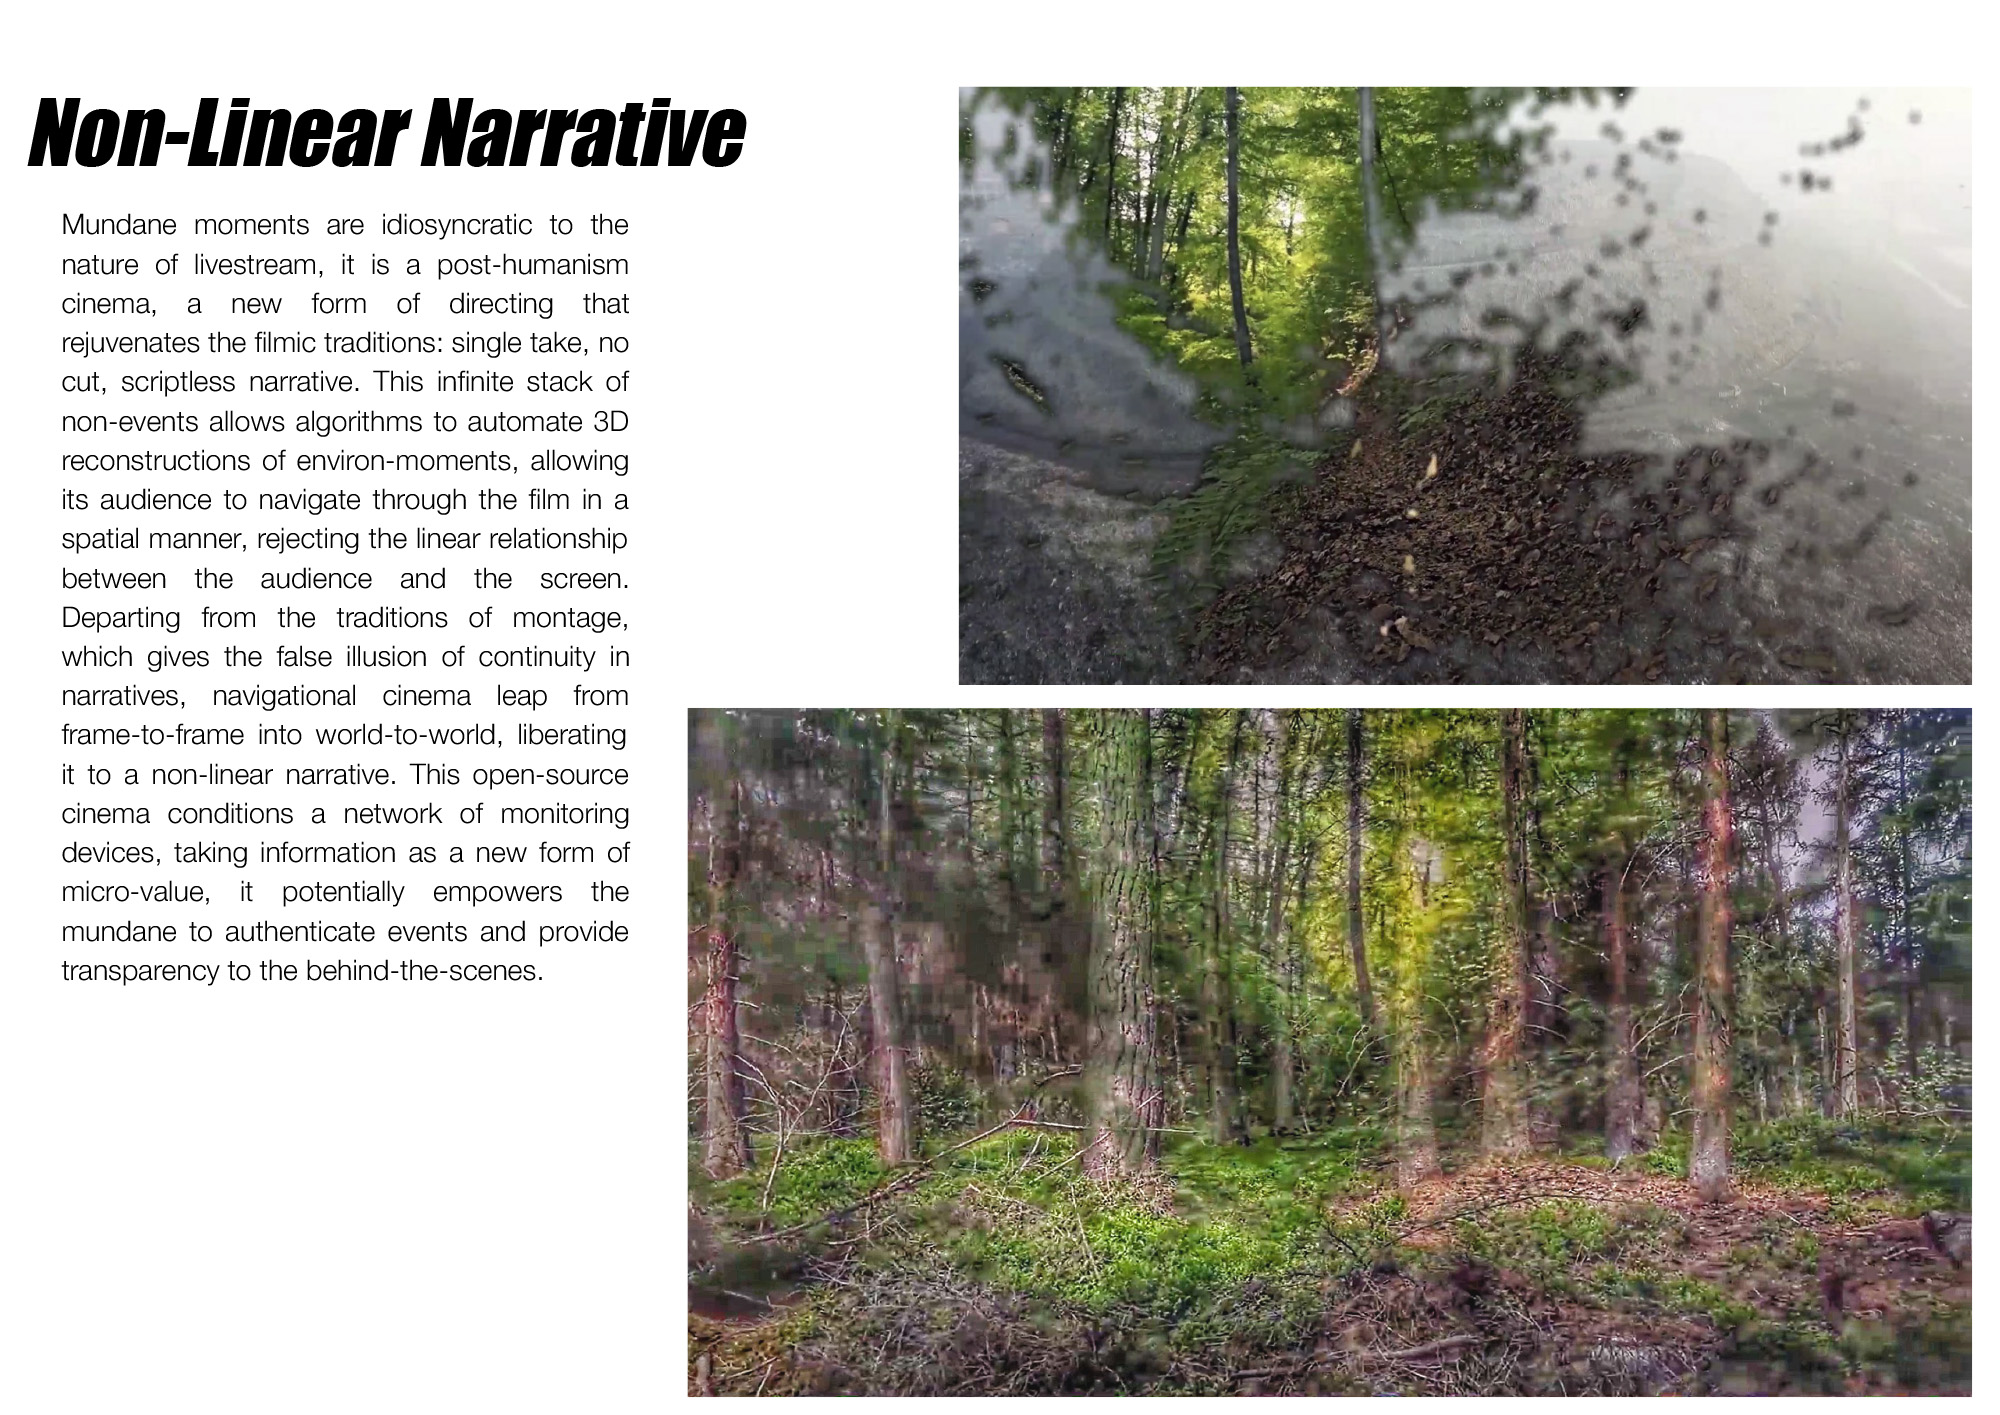 Non-Linear Narrative
Mundane moments are idiosyncratic to the
nature of livestream, it is a post-humanism
cinema, a new form of directing that
rejuvenates the filmic traditions: single take, no
cut, scriptless narrative. This infinite stack of
non-events allows algorithms to automate 3D
reconstructions of environ-moments, allowing
its audience to navigate through the film in a
spatial manner, rejecting the linear relationship
between the audience and the screen.
Departing from the traditions of montage,
which gives the false illusion of continuity in
narratives, navigational cinema leap from
frame-to-frame into world-to-world, liberating
it to a non-linear narrative. This open-source
cinema conditions a network of monitoring
devices, taking information as a new form of
micro-value, it potentially empowers the
mundane to authenticate events and provide
transparency to the behind-the-scenes.